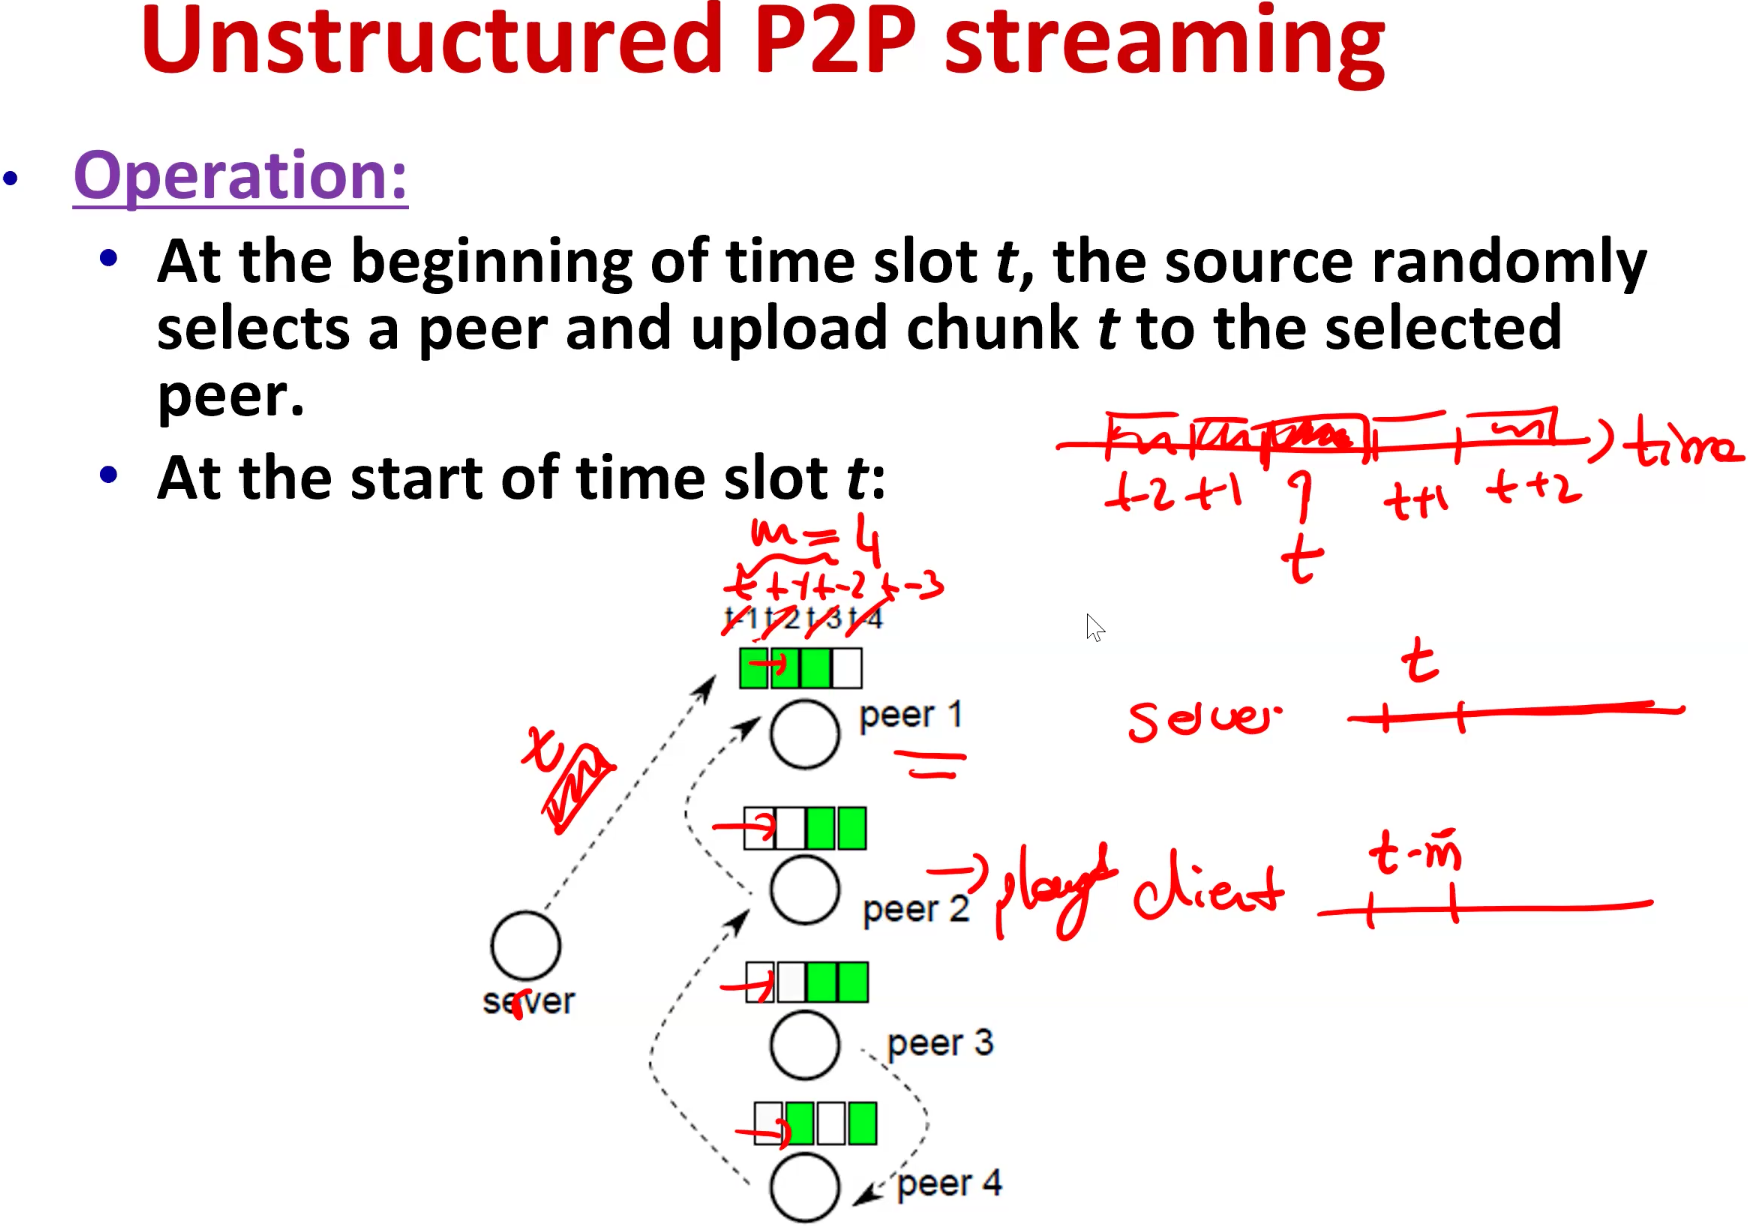 Unstructured P2P streaming
• Operation:
• At the beginning of time slot t, the source randomly
selects a peer and upload chunk t to the selected
peer.
• At the start of time slot t:
time
t-2 t-1 t+1 t+2
t
m = 4
t t-1 t-2 t-3
t-1 t-2 t-3 t-4
peer 1
t
server
t
peer 2
client
t-m
sever
peer 3
peer 4